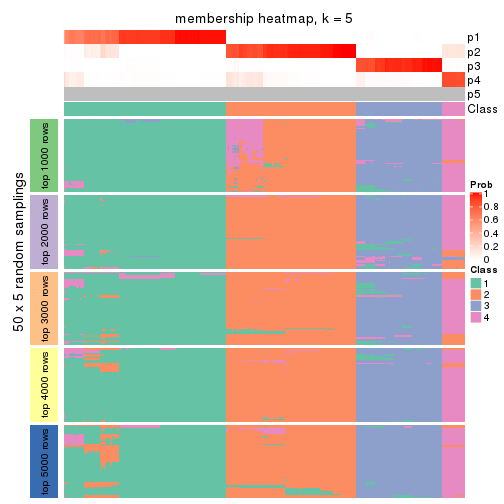 membership heatmap, k = 5
p1
p2
p3
p4
p5
Class
50 x 5 random samplings
top 1000 rows
top 2000 rows
top 3000 rows
top 4000 rows
top 5000 rows
Prob
1
0.8
0.6
0.4
0.2
0
Class
1
2
3
4